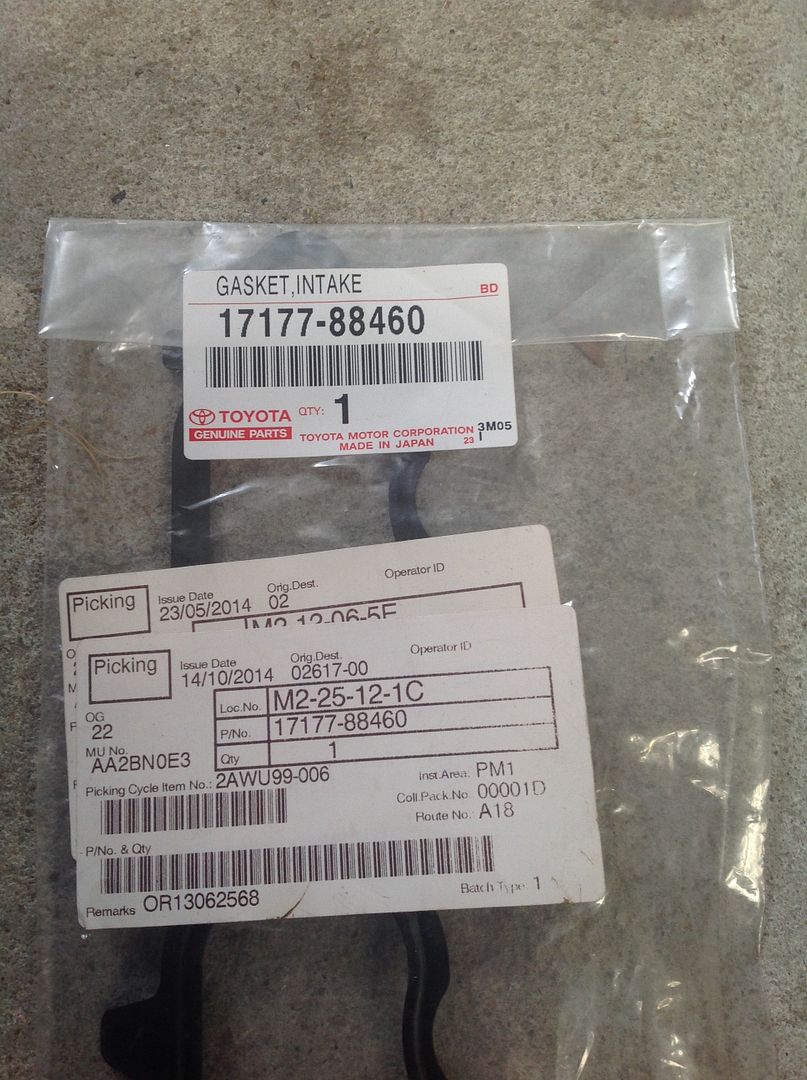 GASKET,INTAKE
BD
17177-88460
TOYOTA QTY: 1
GENUINE PARTS
TOYOTA MOTOR CORPORATION
MADE IN JAPAN 23
3M05
I
Picking
Issue Date
23/05/2014
Orig.Dest.
02
Operator ID
Picking
Issue Date
14/10/2014
Orig.Dest.
02617-00
Operator ID
OG
22
MU No.
AA2BN0E3
Loc.No. M2-25-12-1C
P/No. 17177-88460
Qty 1
Picking Cycle Item No.: 2AWU99-006
Inst.Area: PM1
Coll.Pack.No. 00001D
Route No.: A18
P/No. & Qty
Batch Type 1
Remarks OR13062568